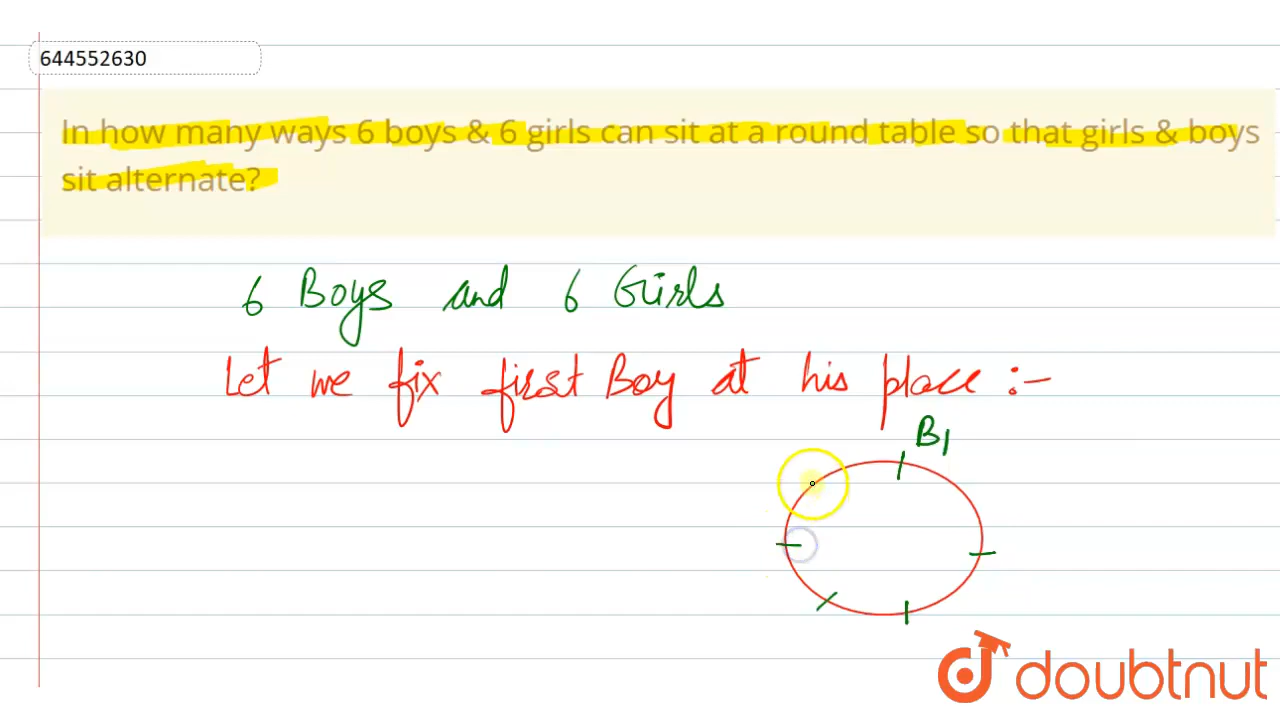 644552630
In how many ways 6 boys & 6 girls can sit at a round table so that girls & boys
sit alternate?
6 Boys and 6 Girls
Let we fix first Boy at his place :-
B1
doubtnut